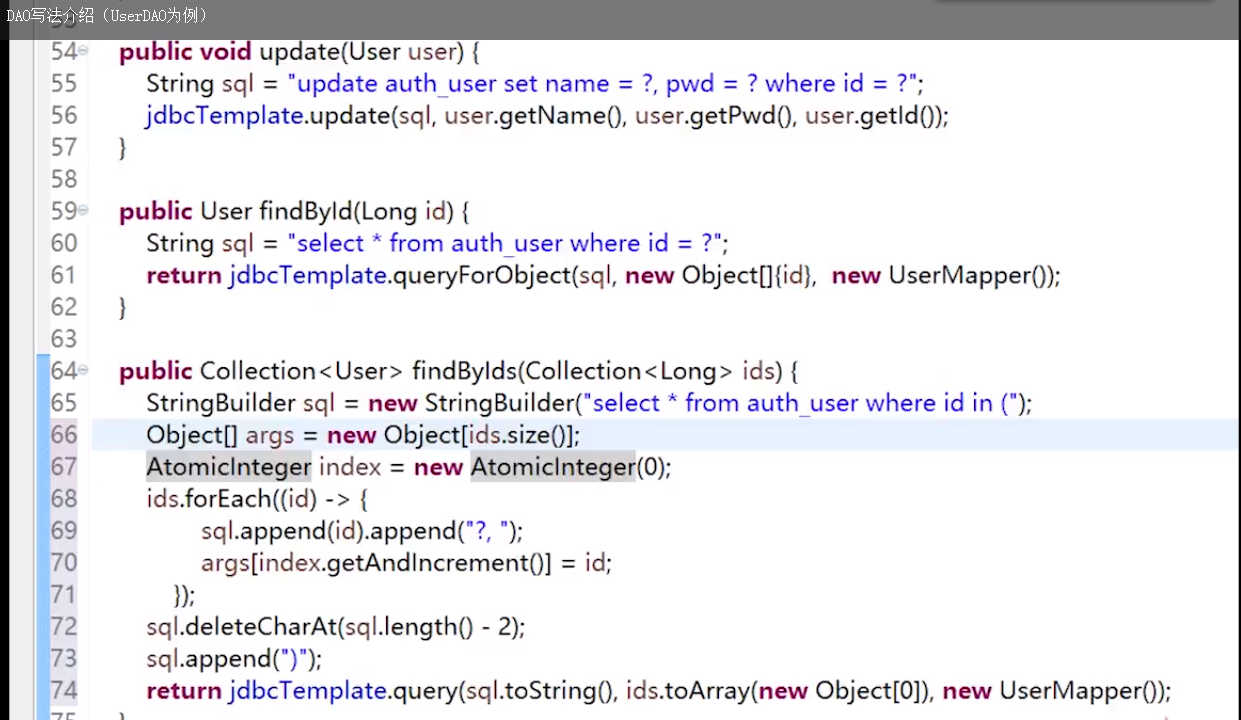 DAO写法介绍（UserDAO为例）
53
54 public void update(User user) {
55 String sql = "update auth_user set name = ?, pwd = ? where id = ?";
56 jdbcTemplate.update(sql, user.getName(), user.getPwd(), user.getId());
57 }
58
59 public User findById(Long id) {
60 String sql = "select * from auth_user where id = ?";
61 return jdbcTemplate.queryForObject(sql, new Object[]{id},  new UserMapper());
62 }
63
64 public Collection<User> findByIds(Collection<Long> ids) {
65 StringBuilder sql = new StringBuilder("select * from auth_user where id in (");
66 Object[] args = new Object[ids.size()];
67 AtomicInteger index = new AtomicInteger(0);
68 ids.forEach((id) -> {
69 sql.append(id).append("?, ");
70 args[index.getAndIncrement()] = id;
71 });
72 sql.deleteCharAt(sql.length() - 2);
73 sql.append(")");
74 return jdbcTemplate.query(sql.toString(), ids.toArray(new Object[0]), new UserMapper());
75 }